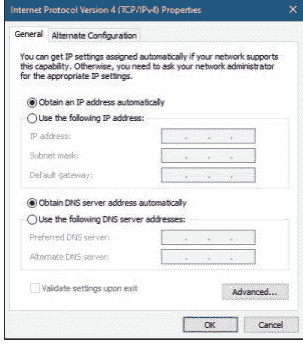 Internet Protocol Version 4 (TCP/IPv4) Properties
General
Alternate Configuration
You can get IP settings assigned automatically if your network supports
this capability. Otherwise, you need to ask your network administrator
for the appropriate IP settings.
Obtain an IP address automatically
Use the following IP address:
IP address:
Subnet mask:
Default gateway:
Obtain DNS server address automatically
Use the following DNS server addresses:
Preferred DNS server:
Alternate DNS server:
Validate settings upon exit
Advanced...
OK
Cancel